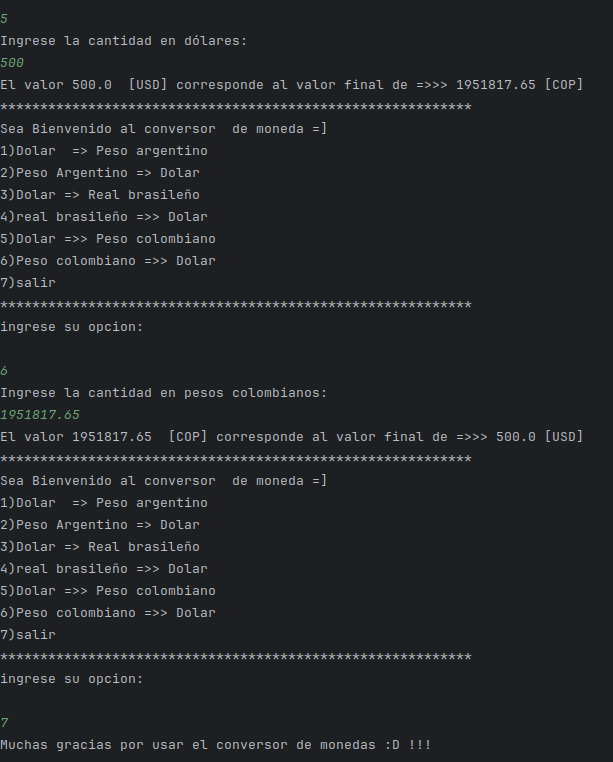 5
Ingrese la cantidad en dólares:
500
El valor 500.0  [USD] corresponde al valor final de =>>> 1951817.65 [COP]
***********************************************************
Sea Bienvenido al conversor  de moneda =]
1)Dolar  => Peso argentino
2)Peso Argentino => Dolar
3)Dolar => Real brasileño
4)real brasileño =>> Dolar
5)Dolar =>> Peso colombiano
6)Peso colombiano =>> Dolar
7)salir
***********************************************************
ingrese su opcion:
6
Ingrese la cantidad en pesos colombianos:
1951817.65
El valor 1951817.65  [COP] corresponde al valor final de =>>> 500.0 [USD]
***********************************************************
Sea Bienvenido al conversor  de moneda =]
1)Dolar  => Peso argentino
2)Peso Argentino => Dolar
3)Dolar => Real brasileño
4)real brasileño =>> Dolar
5)Dolar =>> Peso colombiano
6)Peso colombiano =>> Dolar
7)salir
***********************************************************
ingrese su opcion:
7
Muchas gracias por usar el conversor de monedas :D !!!